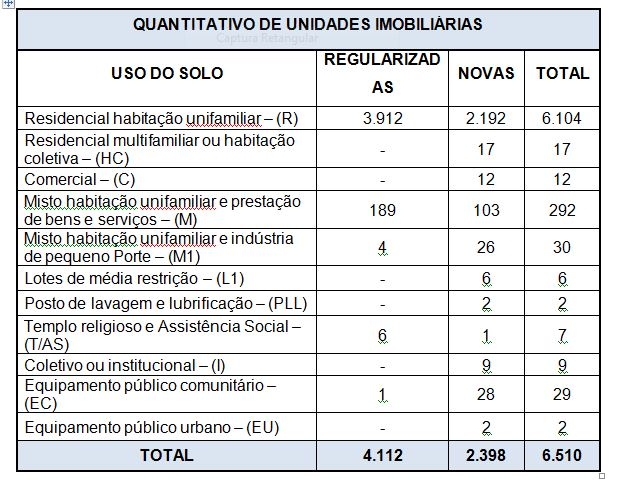 QUANTITATIVO DE UNIDADES IMOBILIÁRIAS
Captura Retangular
USO DO SOLO REGULARIZAD NOVAS TOTAL
AS
Residencial habitação unifamiliar – (R) 3.912 2.192 6.104
Residencial multifamiliar ou habitação
coletiva – (HC) - 17 17
Comercial – (C) - 12 12
Misto habitação unifamiliar e prestação
de bens e serviços – (M) 189 103 292
Misto habitação unifamiliar e indústria
de pequeno Porte – (M1) 4 26 30
Lotes de média restrição – (L1) - 6 6
Posto de lavagem e lubrificação – (PLL) - 2 2
Templo religioso e Assistência Social –
(T/AS) 6 1 7
Coletivo ou institucional – (I) - 9 9
Equipamento público comunitário –
(EC) 1 28 29
Equipamento público urbano – (EU) - 2 2
TOTAL 4.112 2.398 6.510